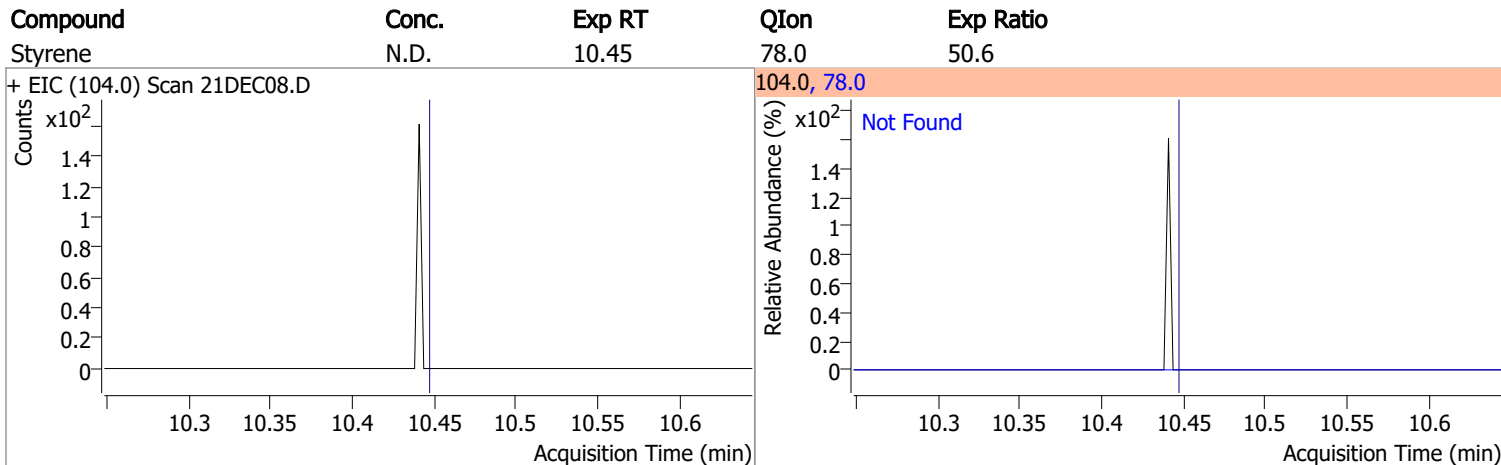 Compound Conc. Exp RT QIon Exp Ratio
Styrene N.D. 10.45 78.0 50.6
+ EIC (104.0) Scan 21DEC08.D
Counts
x10²
1.4
1.2
1
0.8
0.6
0.4
0.2
0
10.3 10.35 10.4 10.45 10.5 10.55 10.6
Acquisition Time (min)
104.0, 78.0
Relative Abundance (%)
x10²
Not Found
1.4
1.2
1
0.8
0.6
0.4
0.2
0
10.3 10.35 10.4 10.45 10.5 10.55 10.6
Acquisition Time (min)